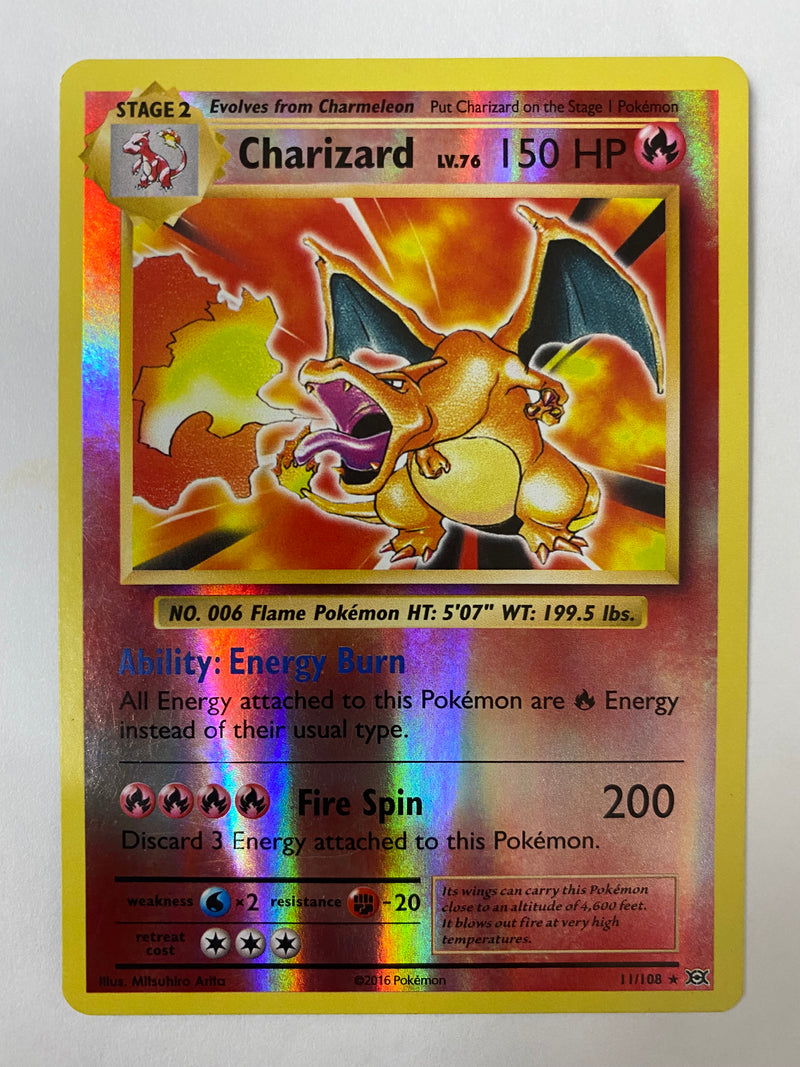 STAGE 2 Evolves from Charmeleon Put Charizard on the Stage 1 Pokémon
Charizard LV.76 150 HP
NO. 006 Flame Pokémon HT: 5'07" WT: 199.5 lbs.
Ability: Energy Burn
All Energy attached to this Pokémon are Energy
instead of their usual type.
Fire Spin 200
Discard 3 Energy attached to this Pokémon.
weakness ×2 resistance -20
retreat
cost
Its wings can carry this Pokémon
close to an altitude of 4,600 feet.
It blows out fire at very high
temperatures.
Illus. Mitsuhiro Arita ©2016 Pokémon 11/108 ★